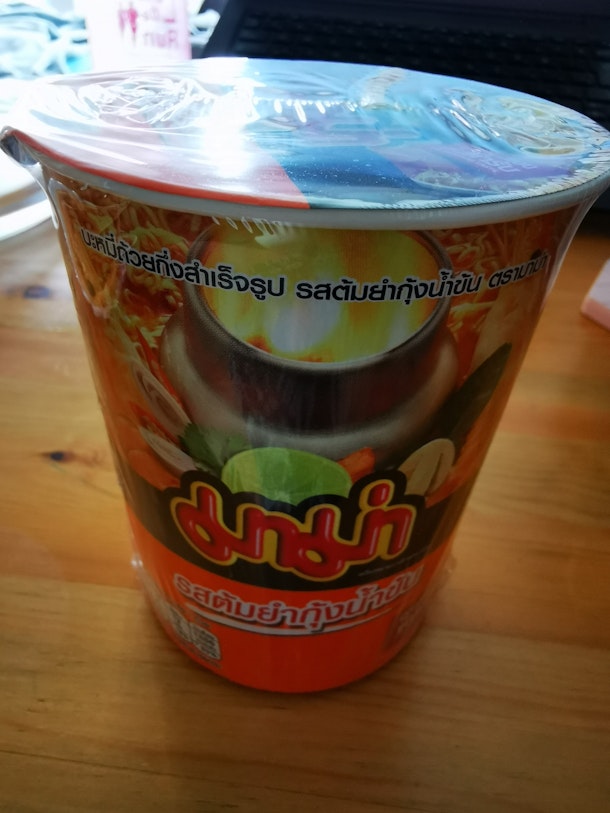 บะหมี่ถ้วยกึ่งสำเร็จรูป รสต้มยำกุ้งน้ำข้น ตรามาม่า
มาม่า
รสต้มยำกุ้งน้ำข้น